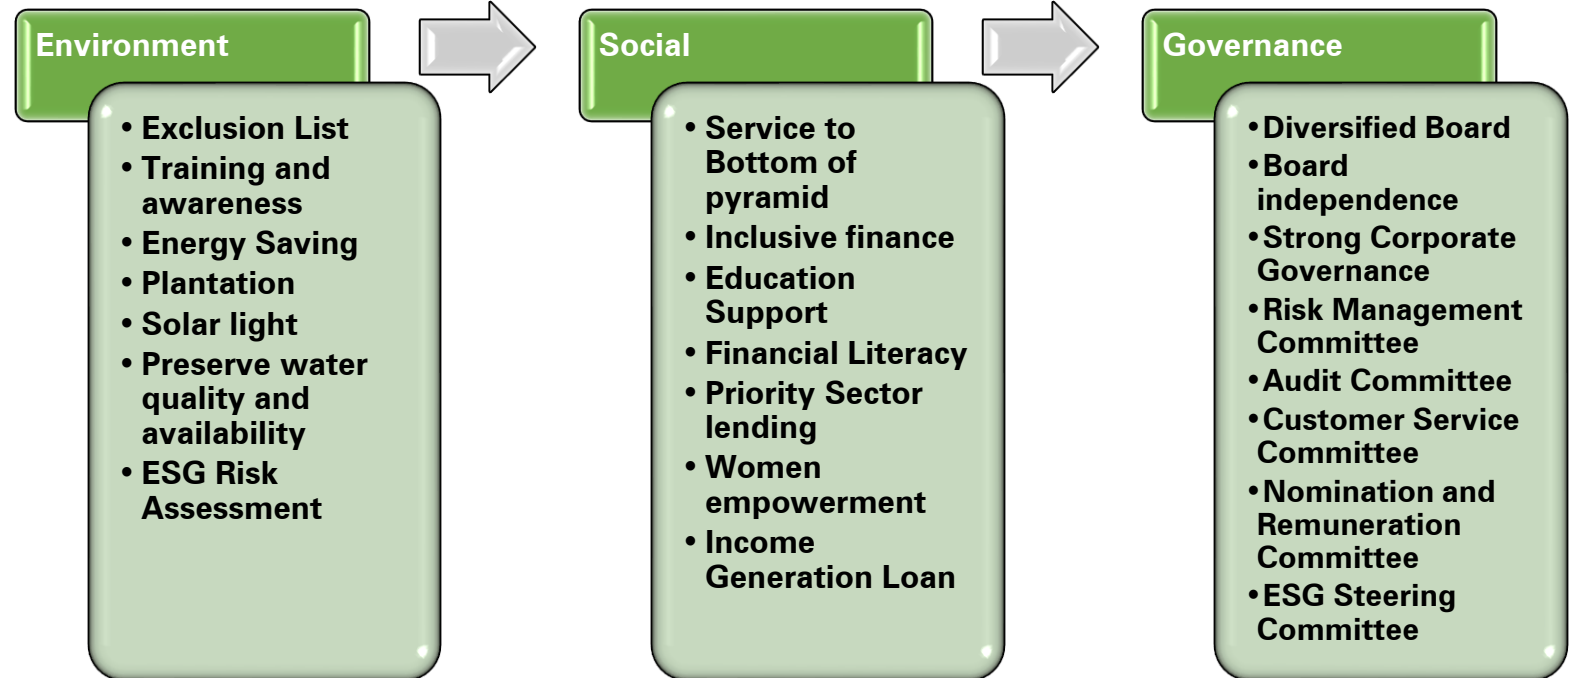 Environment
• Exclusion List
• Training and
awareness
• Energy Saving
• Plantation
• Solar light
• Preserve water
quality and
availability
• ESG Risk
Assessment
Social
• Service to
Bottom of
pyramid
• Inclusive finance
• Education
Support
• Financial Literacy
• Priority Sector
lending
• Women
empowerment
• Income
Generation Loan
Governance
•Diversified Board
•Board
independence
•Strong Corporate
Governance
•Risk Management
Committee
•Audit Committee
•Customer Service
Committee
•Nomination and
Remuneration
Committee
•ESG Steering
Committee